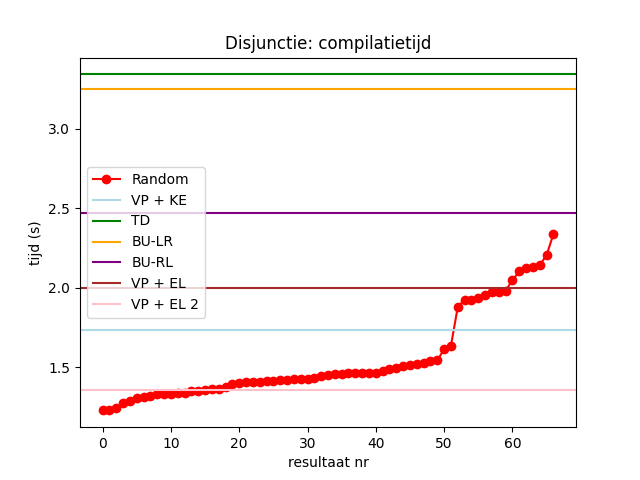 Disjunctie: compilatietijd
tijd (s)
3.0
2.5
2.0
1.5
Random
VP + KE
TD
BU-LR
BU-RL
VP + EL
VP + EL 2
0 10 20 30 40 50 60
resultaat nr